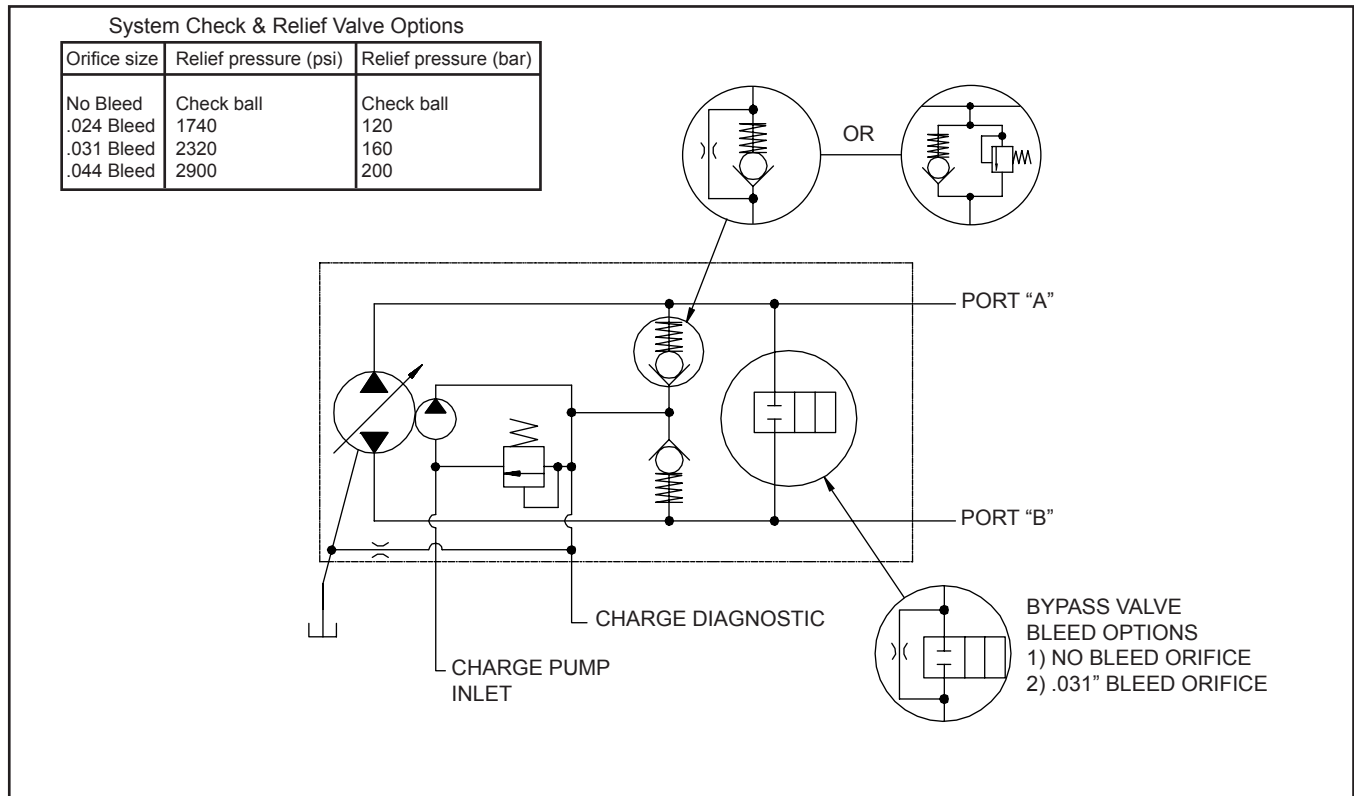 System Check & Relief Valve Options
Orifice size Relief pressure (psi) Relief pressure (bar)
No Bleed Check ball Check ball
.024 Bleed 1740 120
.031 Bleed 2320 160
.044 Bleed 2900 200
OR
PORT “A”
PORT “B”
CHARGE DIAGNOSTIC
CHARGE PUMP
INLET
BYPASS VALVE
BLEED OPTIONS
1) NO BLEED ORIFICE
2) .031” BLEED ORIFICE